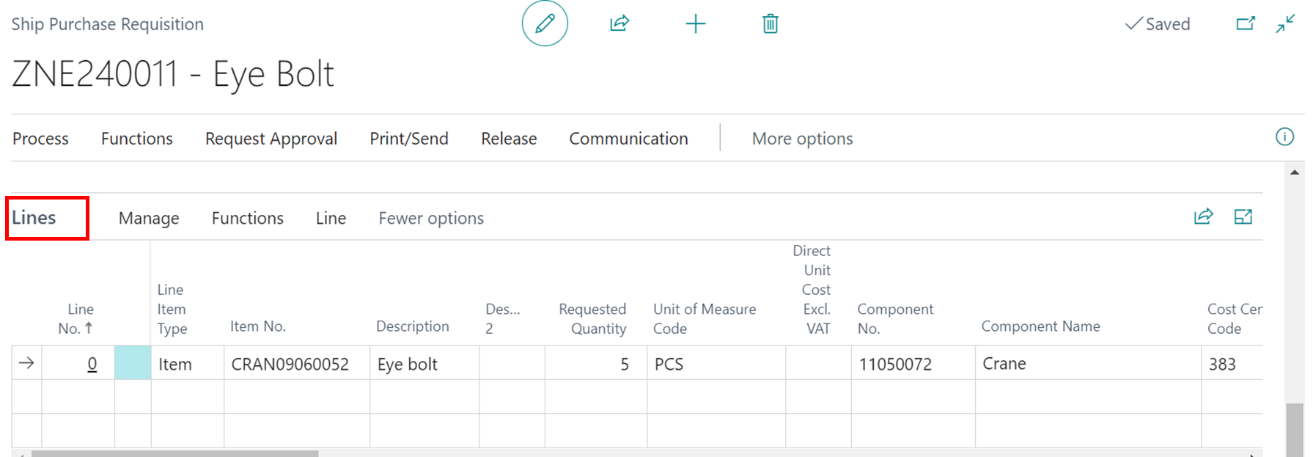 Ship Purchase Requisition
Saved
ZNE240011 - Eye Bolt
Process Functions Request Approval Print/Send Release Communication More options
Lines Manage Functions Line Fewer options
Line No. ↑
Line Item Type
Item No.
Description
Des... 2
Requested Quantity
Unit of Measure Code
Direct Unit Cost Excl. VAT
Component No.
Component Name
Cost Cer Code
0 Item CRAN09060052 Eye bolt 5 PCS 11050072 Crane 383